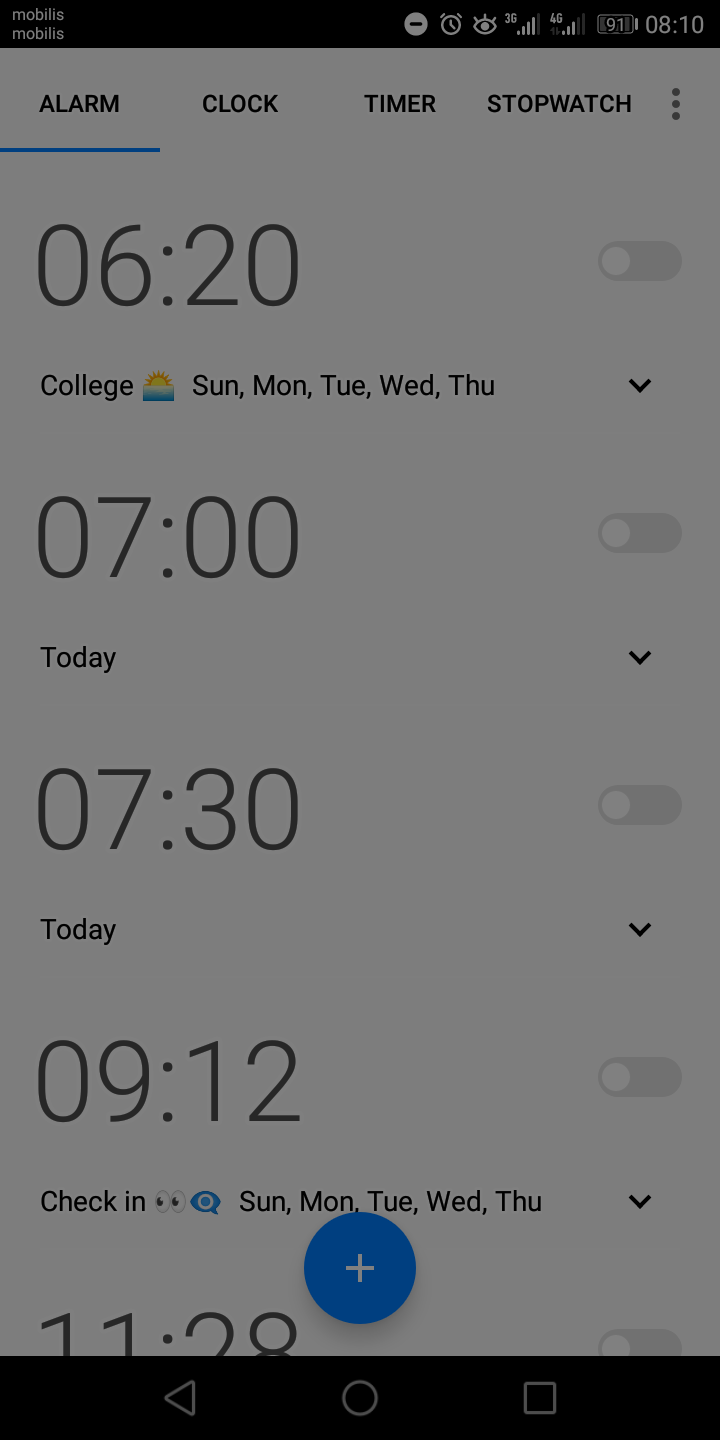 mobilis
mobilis
3G 4G 91 08:10
ALARM CLOCK TIMER STOPWATCH
06:20
College 🌅 Sun, Mon, Tue, Wed, Thu
07:00
Today
07:30
Today
09:12
Check in 👀👁️‍🗨️ Sun, Mon, Tue, Wed, Thu
11:28